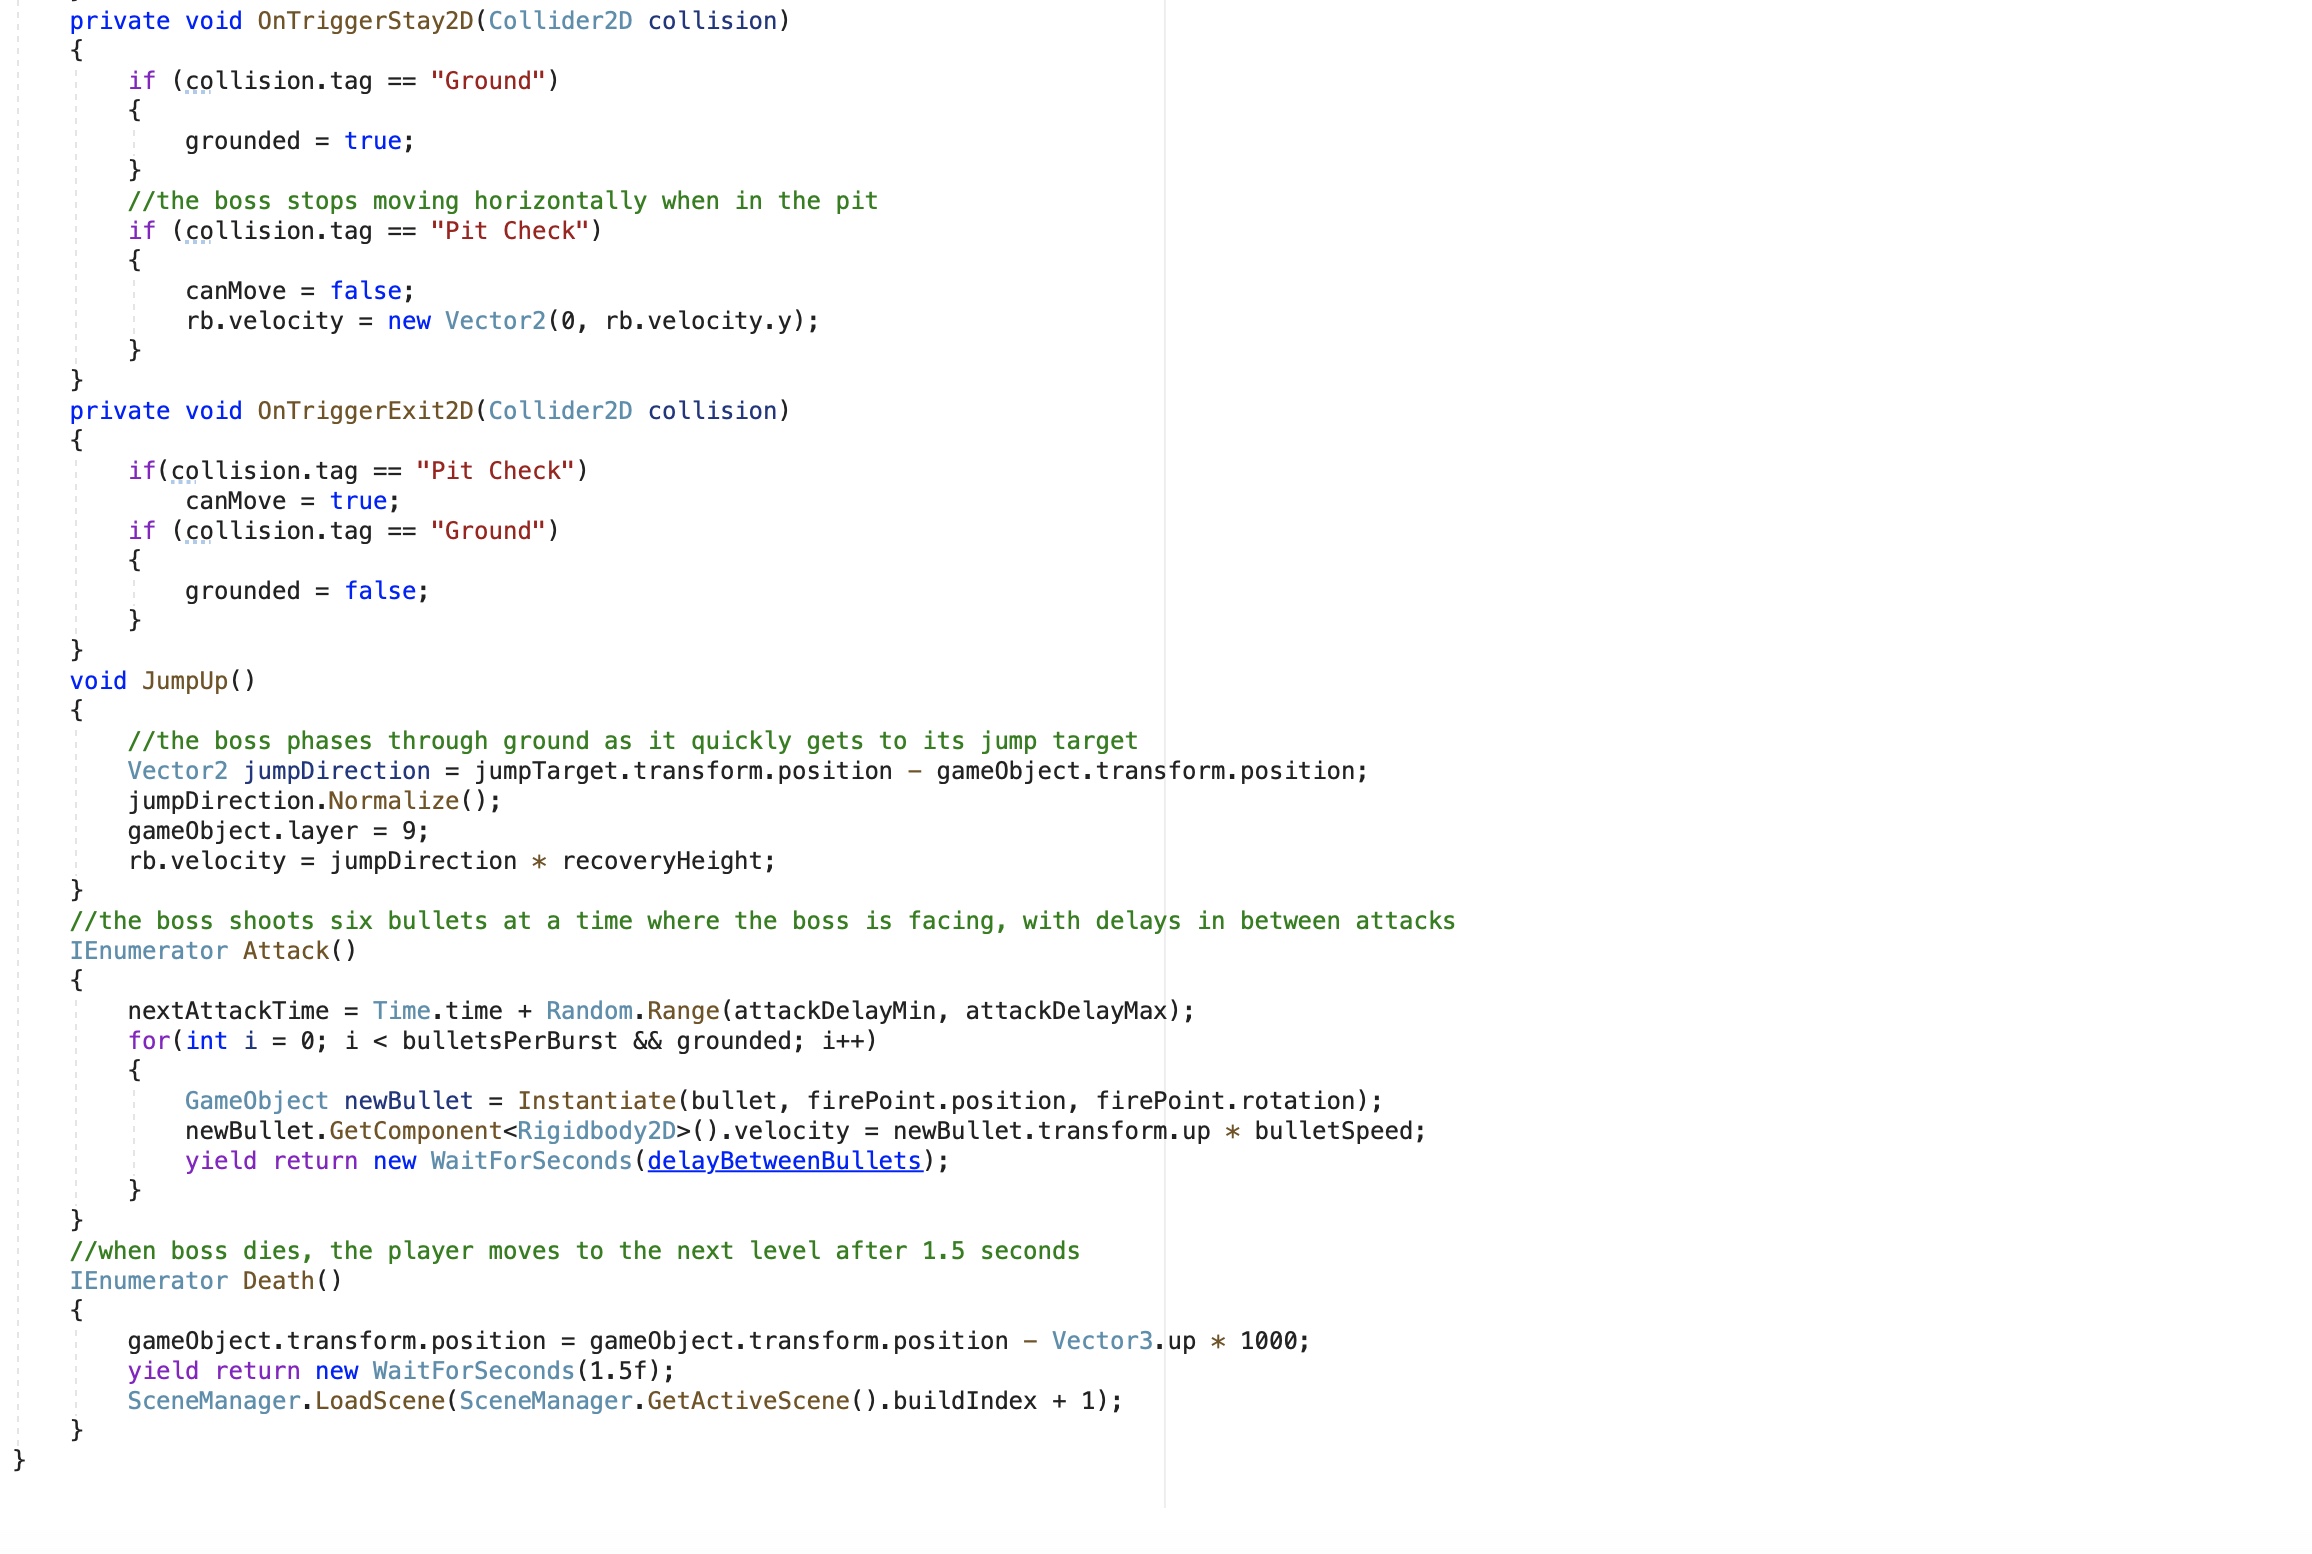 private void OnTriggerStay2D(Collider2D collision)
{
if (collision.tag == "Ground")
{
grounded = true;
}
//the boss stops moving horizontally when in the pit
if (collision.tag == "Pit Check")
{
canMove = false;
rb.velocity = new Vector2(0, rb.velocity.y);
}
}
private void OnTriggerExit2D(Collider2D collision)
{
if(collision.tag == "Pit Check")
canMove = true;
if (collision.tag == "Ground")
{
grounded = false;
}
}
void JumpUp()
{
//the boss phases through ground as it quickly gets to its jump target
Vector2 jumpDirection = jumpTarget.transform.position - gameObject.transform.position;
jumpDirection.Normalize();
gameObject.layer = 9;
rb.velocity = jumpDirection * recoveryHeight;
}
//the boss shoots six bullets at a time where the boss is facing, with delays in between attacks
IEnumerator Attack()
{
nextAttackTime = Time.time + Random.Range(attackDelayMin, attackDelayMax);
for(int i = 0; i < bulletsPerBurst && grounded; i++)
{
GameObject newBullet = Instantiate(bullet, firePoint.position, firePoint.rotation);
newBullet.GetComponent<Rigidbody2D>().velocity = newBullet.transform.up * bulletSpeed;
yield return new WaitForSeconds(delayBetweenBullets);
}
}
//when boss dies, the player moves to the next level after 1.5 seconds
IEnumerator Death()
{
gameObject.transform.position = gameObject.transform.position - Vector3.up * 1000;
yield return new WaitForSeconds(1.5f);
SceneManager.LoadScene(SceneManager.GetActiveScene().buildIndex + 1);
}
}